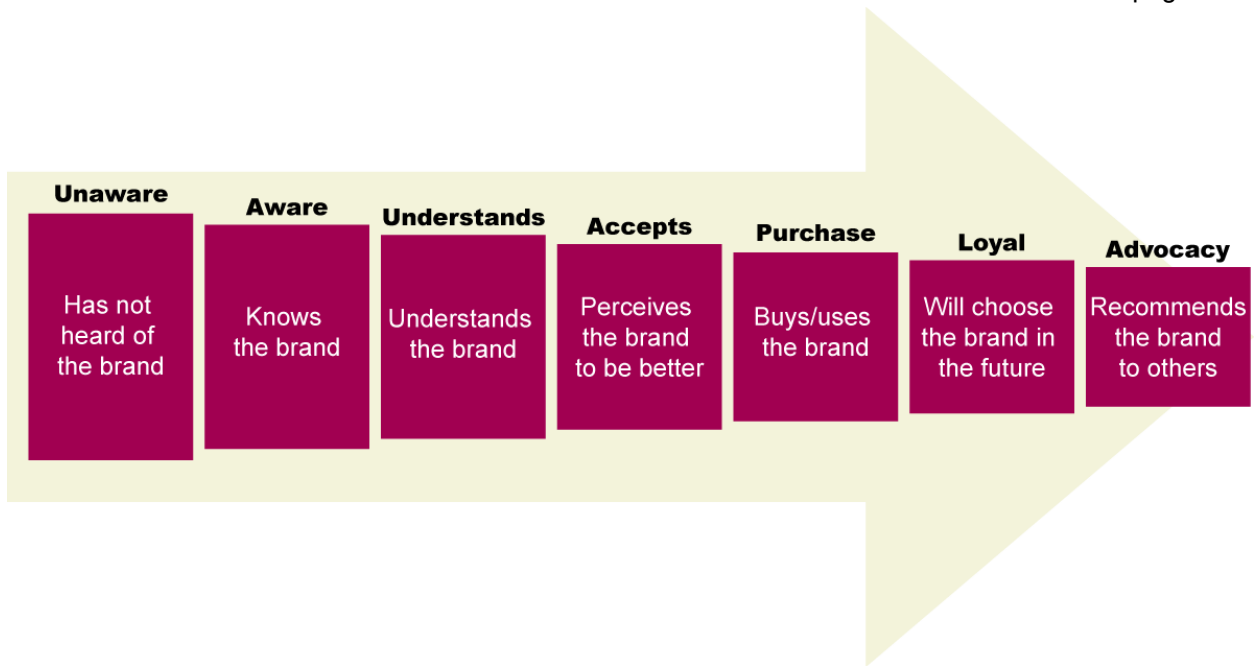 Unaware
Has not
heard of
the brand
Aware
Knows
the brand
Understands
Understands
the brand
Accepts
Perceives
the brand
to be better
Purchase
Buys/uses
the brand
Loyal
Will choose
the brand in
the future
Advocacy
Recommends
the brand
to others